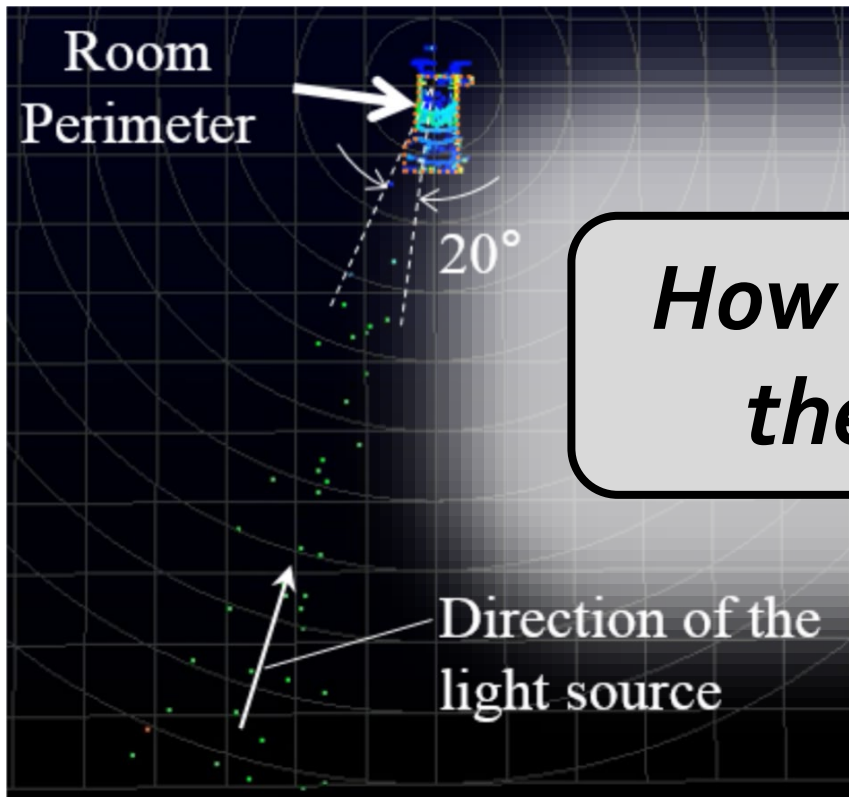 Room
Perimeter
20°
How
the
Direction of the
light source